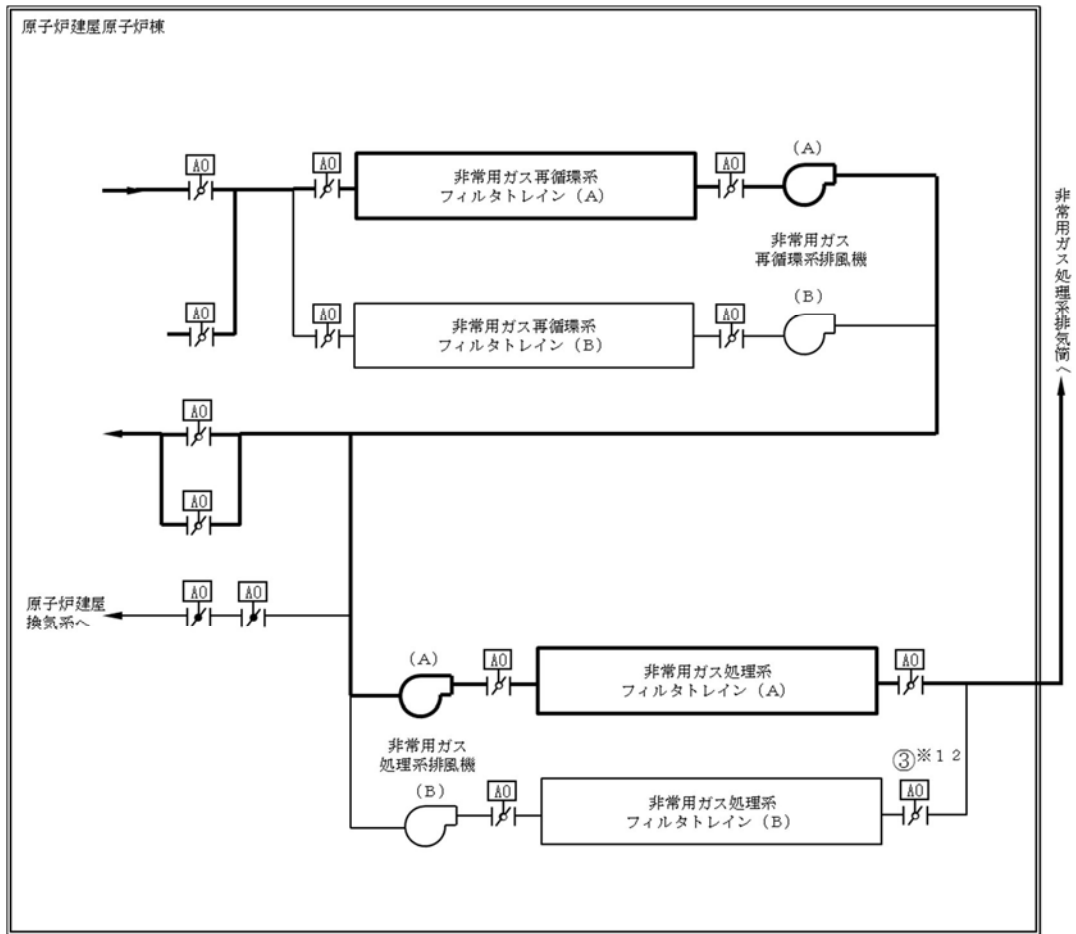 原子炉建屋原子炉棟
AO
AO
AO
(A)
非常用ガス再循環系
フィルタトレイン(A)
非常用ガス
再循環系排風機
(B)
AO
AO
AO
非常用ガス再循環系
フィルタトレイン(B)
非常用ガス処理系排気筒へ
AO
AO
原子炉建屋
換気系へ
AO
AO
(A)
AO
非常用ガス処理系
フィルタトレイン(A)
AO
非常用ガス
処理系排風機
(B)
AO
非常用ガス処理系
フィルタトレイン(B)
③※12
AO